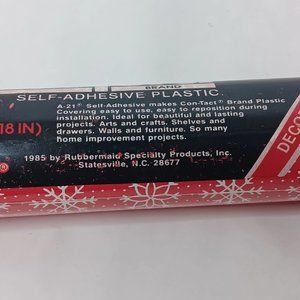 BRAND
SELF-ADHESIVE PLASTIC
A-21® Self-Adhesive makes Con-Tact® Brand Plastic
Covering easy to use, easy to reposition during
installation. Ideal for beautiful and lasting
projects. Arts and crafts. Shelves and
drawers. Walls and furniture. So many
home improvement projects.
18 IN)
1985 by Rubbermaid Specialty Products, Inc.
Statesville, N.C. 28677
®